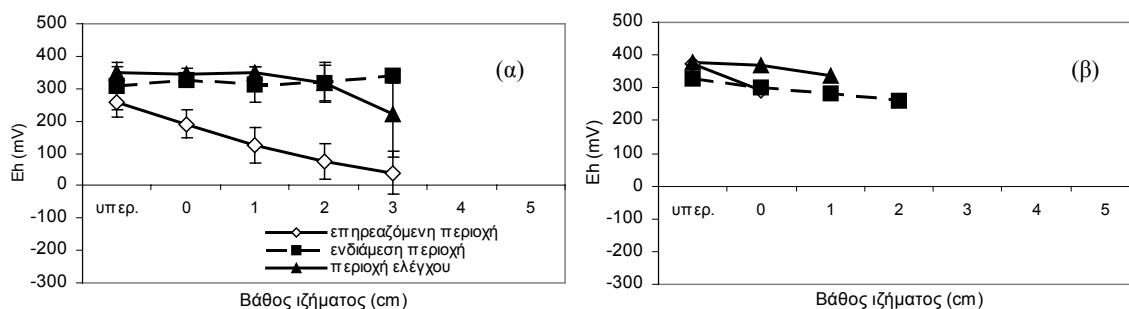 500
400
300
200
100
0
-100
-200
-300
Eh (mV)
υπερ. 0 1 2 3 4 5
(α)
επηρεαζόμενη περιοχή
ενδιάμεση περιοχή
περιοχή ελέγχου
Βάθος ιζήματος (cm)
500
400
300
200
100
0
-100
-200
-300
Eh (mV)
υπερ. 0 1 2 3 4 5
(β)
Βάθος ιζήματος (cm)